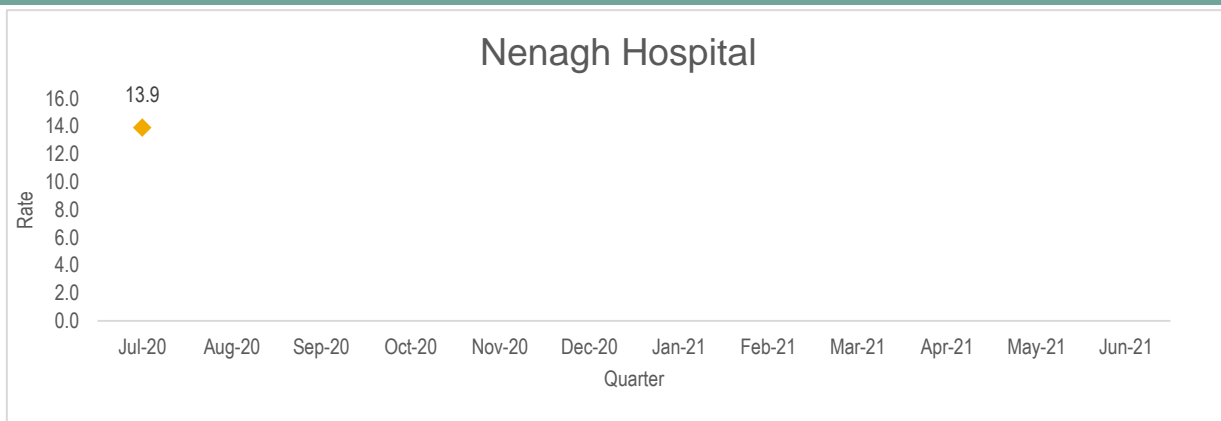 Nenagh Hospital
13.9
16.0
14.0
12.0
10.0
8.0
6.0
4.0
2.0
0.0
Rate
Jul-20 Aug-20 Sep-20 Oct-20 Nov-20 Dec-20 Jan-21 Feb-21 Mar-21 Apr-21 May-21 Jun-21
Quarter